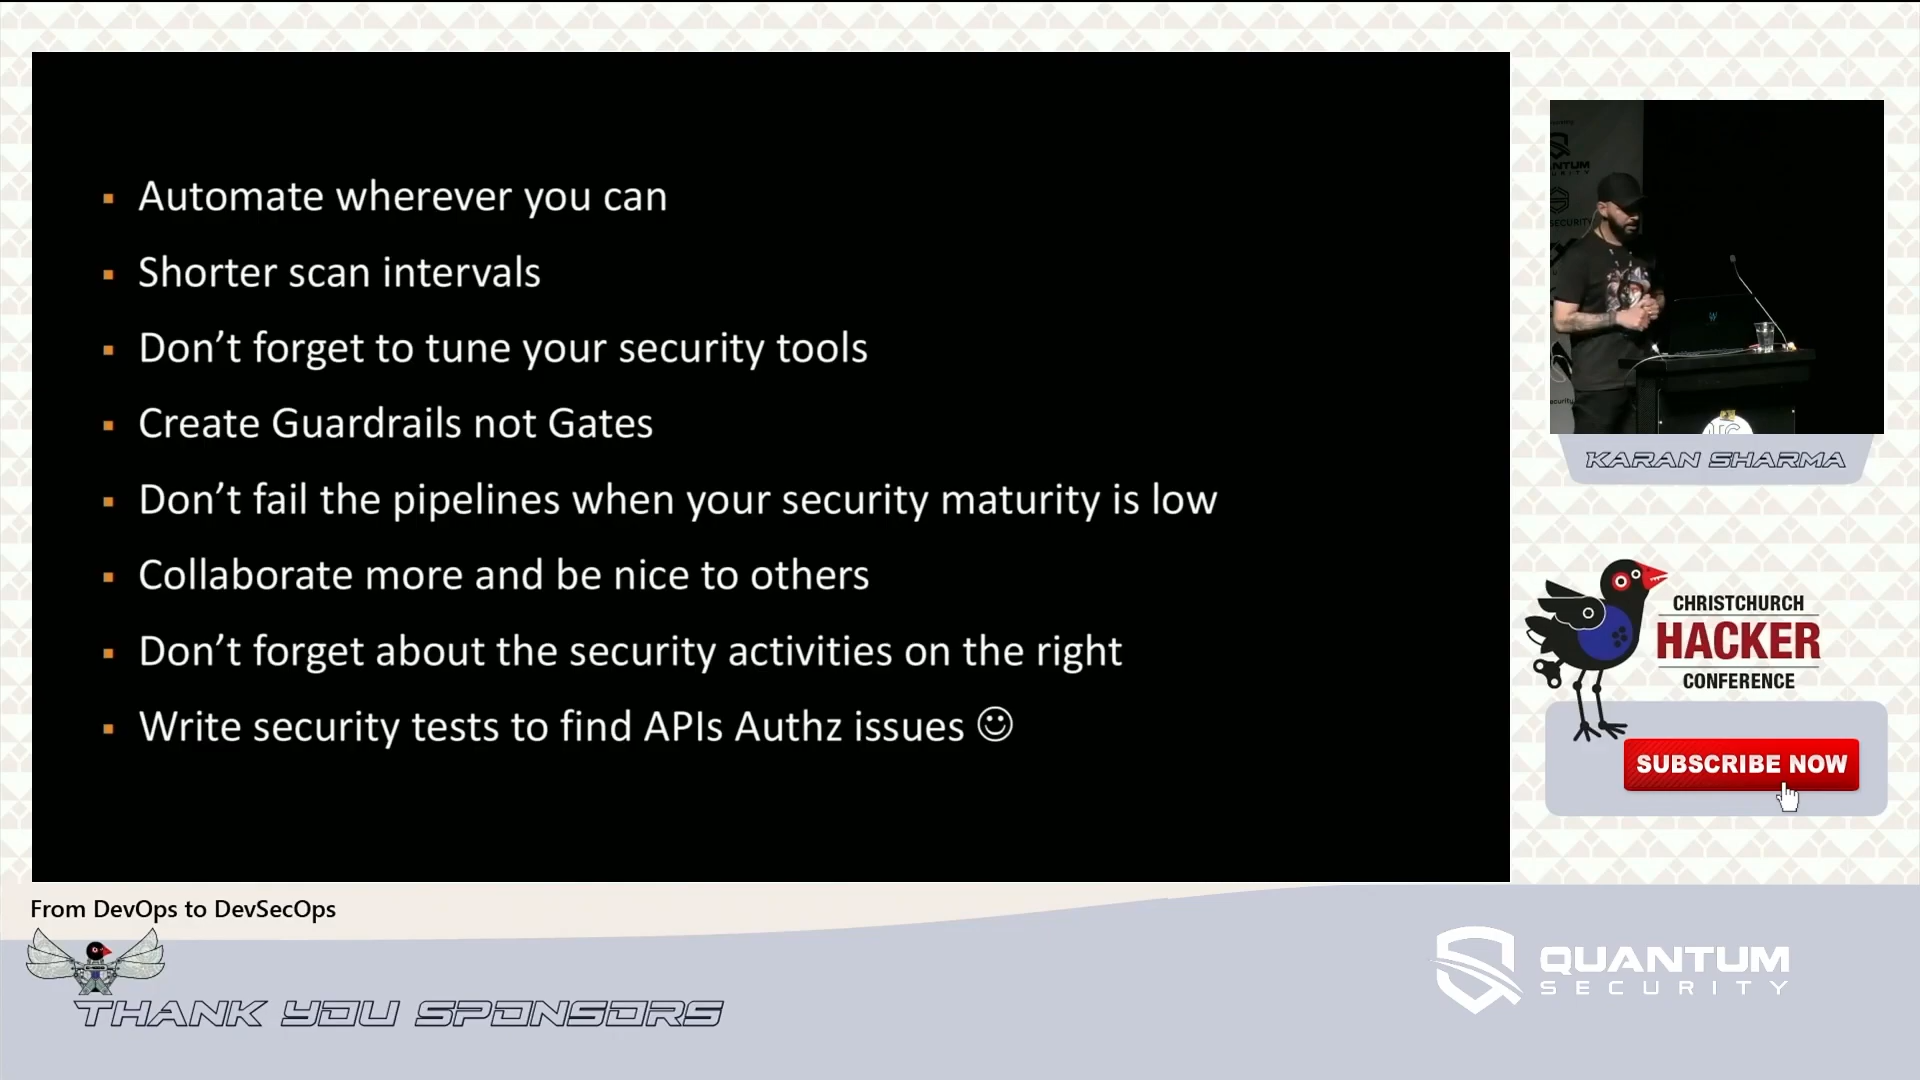 Automate wherever you can
Shorter scan intervals
Don’t forget to tune your security tools
Create Guardrails not Gates
Don’t fail the pipelines when your security maturity is low
Collaborate more and be nice to others
Don’t forget about the security activities on the right
Write security tests to find APIs Authz issues ☺
KARAN SHARMA
CHRISTCHURCH
HACKER
CONFERENCE
SUBSCRIBE NOW
From DevOps to DevSecOps
THANK YOU SPONSORS
QUANTUM
SECURITY